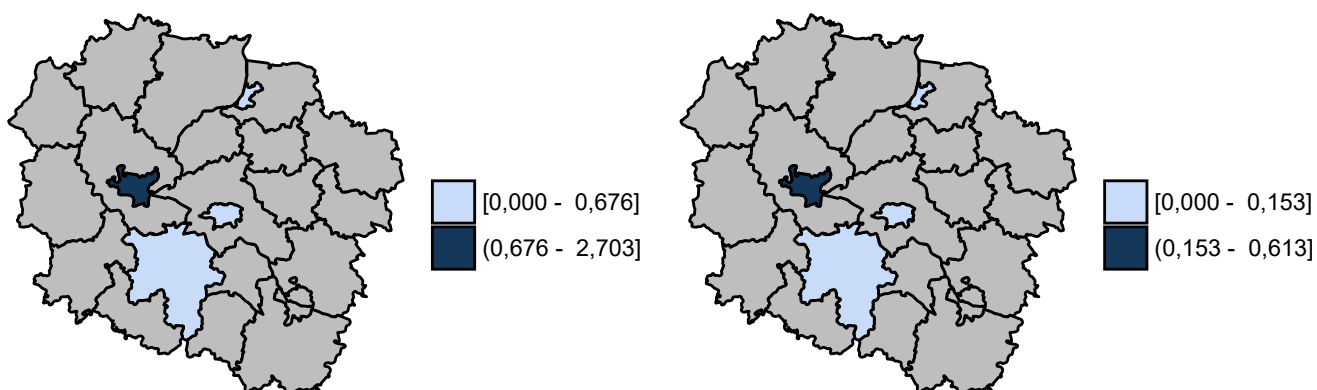 [0,000 - 0,676]
(0,676 - 2,703]
[0,000 - 0,153]
(0,153 - 0,613]